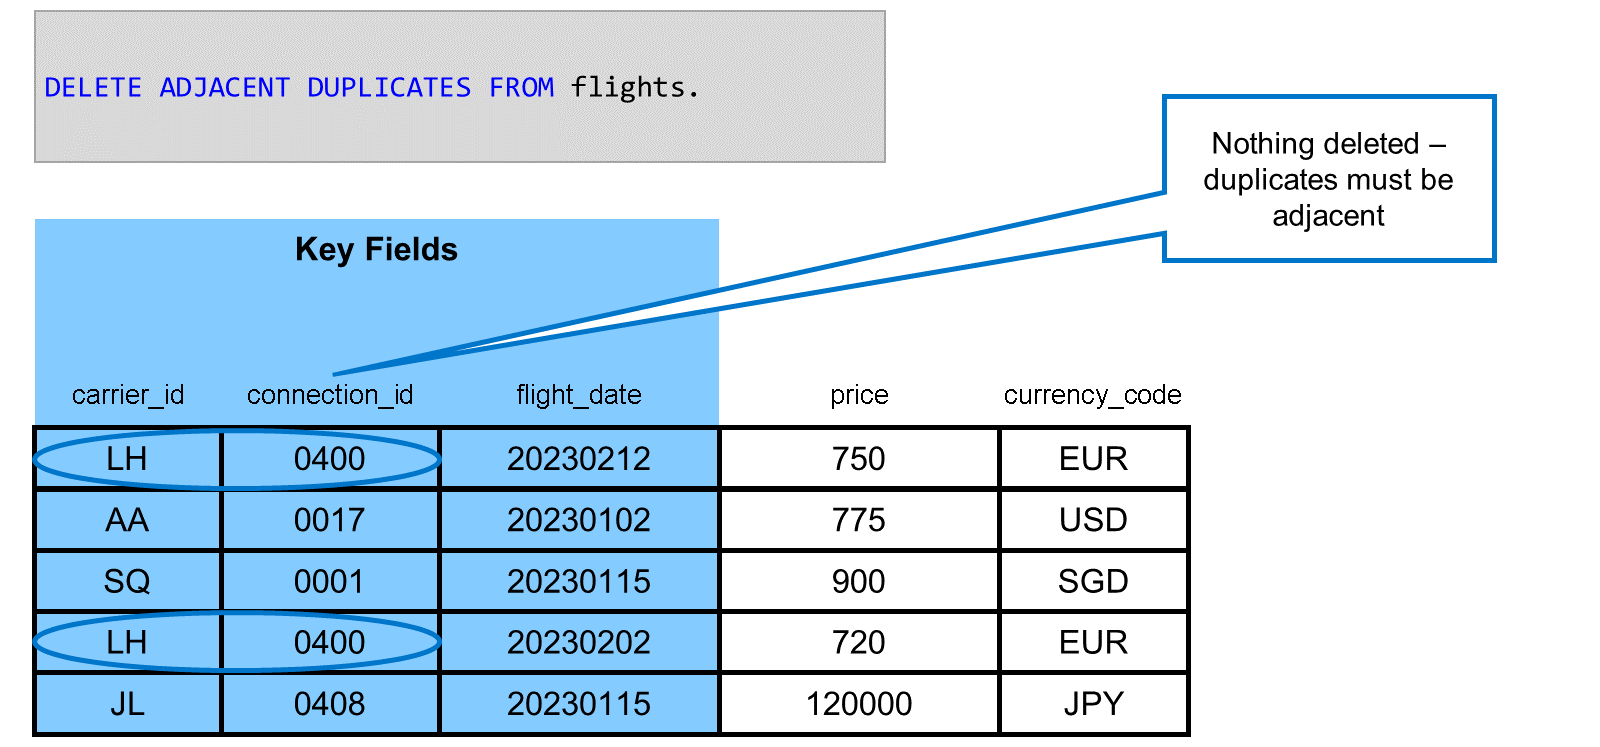 DELETE ADJACENT DUPLICATES FROM flights.
Nothing deleted –
duplicates must be
adjacent
Key Fields
carrier_id connection_id flight_date price currency_code
LH 0400 20230212 750 EUR
AA 0017 20230102 775 USD
SQ 0001 20230115 900 SGD
LH 0400 20230202 720 EUR
JL 0408 20230115 120000 JPY